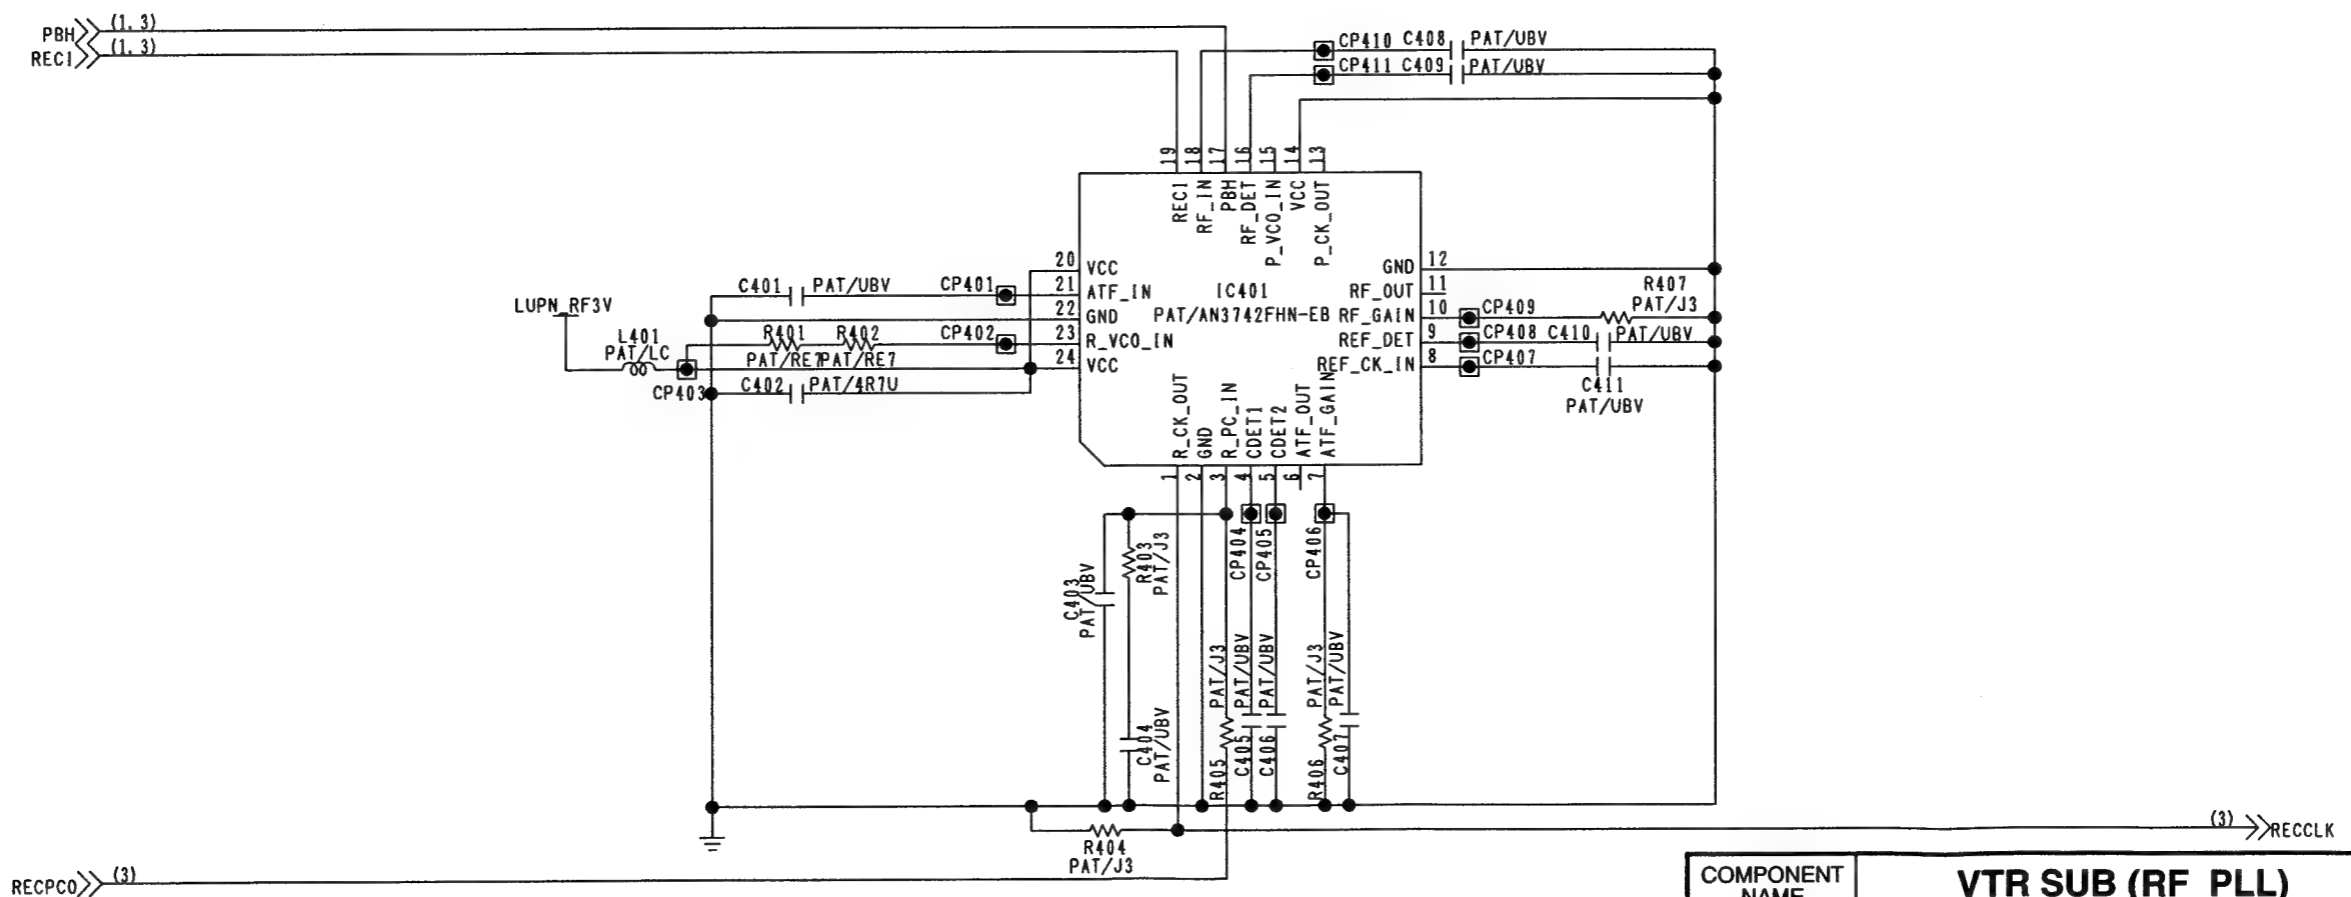 PBH (1, 3)
REC1 (1, 3)
CP410 C408 PAT/UBV
CP411 C409 PAT/UBV
19 18 17 16 15 14 13
REC1
RF_IN
PBH
RF_DET
P_VCO_IN
VCC
P_CK_OUT
20 VCC
C401 PAT/UBV CP401 21 ATF_IN
22 GND
R401 R402 CP402 23 R_VCO_IN
PAT/RE7 PAT/RE7
24 VCC
LUPN_RF3V
L401
PAT/LC
CP403
C402 PAT/4R7U
IC401
PAT/AN3742FHN-EB
GND 12
RF_OUT 11
RF_GAIN 10 CP409 R407
PAT/J3
REF_DET 9 CP408 C410 PAT/UBV
REF_CK_IN 8 CP407
C411
PAT/UBV
R_CK_OUT
GND
R_PC_IN
CDET1
CDET2
ATF_OUT
ATF_GAIN
1 2 3 4 5 6 7
C403
PAT/UBV
R403
PAT/J3
CP404
CP405
CP406
C404
PAT/UBV
R405
PAT/J3
C405
PAT/UBV
C406
PAT/UBV
R406
PAT/J3
C407
PAT/UBV
R404
PAT/J3
(3) RECCLK
RECPCO (3)
COMPONENT
NAME
VTR SUB (RF PLL)